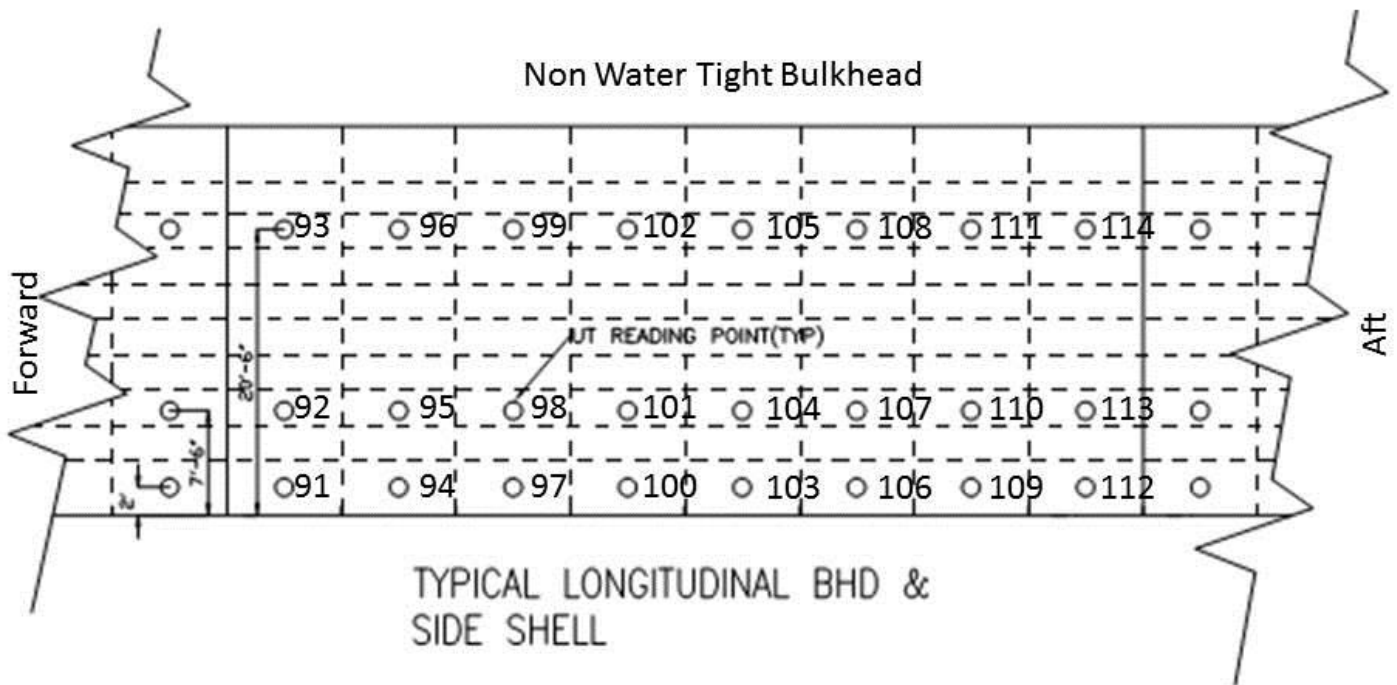 Non Water Tight Bulkhead
93 96 99 102 105 108 111 114
Forward
Aft
UT READING POINT(TYP)
20'-6"
92 95 98 101 104 107 110 113
7'-6"
91 94 97 100 103 106 109 112
2'
TYPICAL LONGITUDINAL BHD &
SIDE SHELL